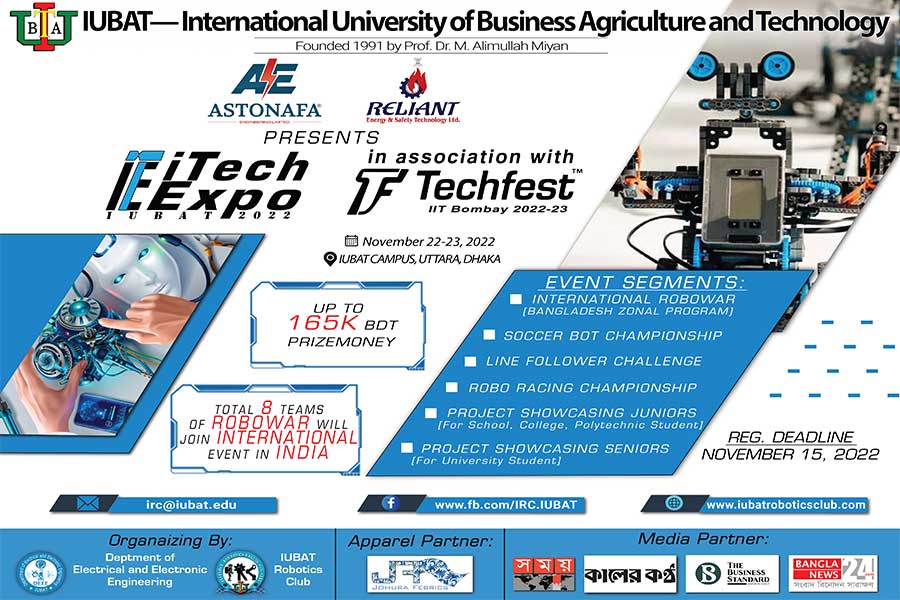 IUBAT— International University of Business Agriculture and Technology
Founded 1991 by Prof. Dr. M. Alimullah Miyan
ASTONAFA®
RELIANT
Energy & Safety Technology Ltd.
PRESENTS
iTech
Expo
IUBAT 2022
in association with
Techfest™
IIT Bombay 2022-23
November 22-23, 2022
IUBAT CAMPUS, UTTARA, DHAKA
UP TO
165K BDT
PRIZEMONEY
TOTAL 8 TEAMS
OF ROBOWAR WILL
JOIN INTERNATIONAL
EVENT IN INDIA
EVENT SEGMENTS:
INTERNATIONAL ROBOWAR
[BANGLADESH ZONAL PROGRAM]
SOCCER BOT CHAMPIONSHIP
LINE FOLLOWER CHALLENGE
ROBO RACING CHAMPIONSHIP
PROJECT SHOWCASING JUNIORS
[For School, College, Polytechnic Student]
PROJECT SHOWCASING SENIORS
[For University Student]
REG. DEADLINE
NOVEMBER 15, 2022
irc@iubat.edu
www.fb.com/IRC.IUBAT
www.iubatroboticsclub.com
Organaizing By:
Deptment of
Electrical and Electronic
Engineering
IUBAT
Robotics
Club
Apparel Partner:
JOHURA FEBRICS
Media Partner:
সময়
কালের কণ্ঠ
THE
BUSINESS
STANDARD
BANGLA
NEWS 24
সংবাদ বিনোদন সারাক্ষণ